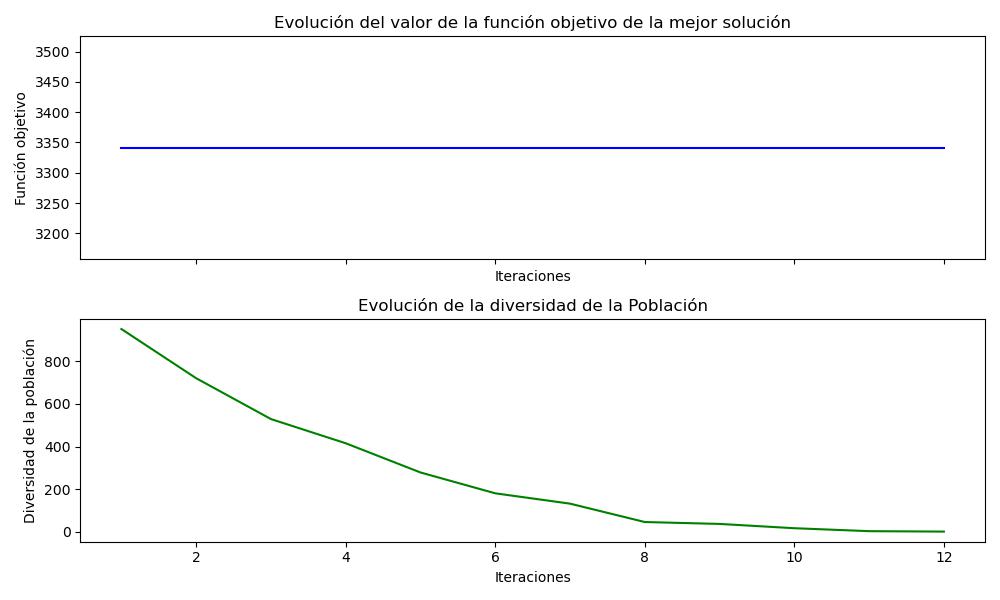 Evolución del valor de la función objetivo de la mejor solución
Función objetivo
3500
3450
3400
3350
3300
3250
3200
Iteraciones
Evolución de la diversidad de la Población
Diversidad de la población
800
600
400
200
0
2 4 6 8 10 12
Iteraciones